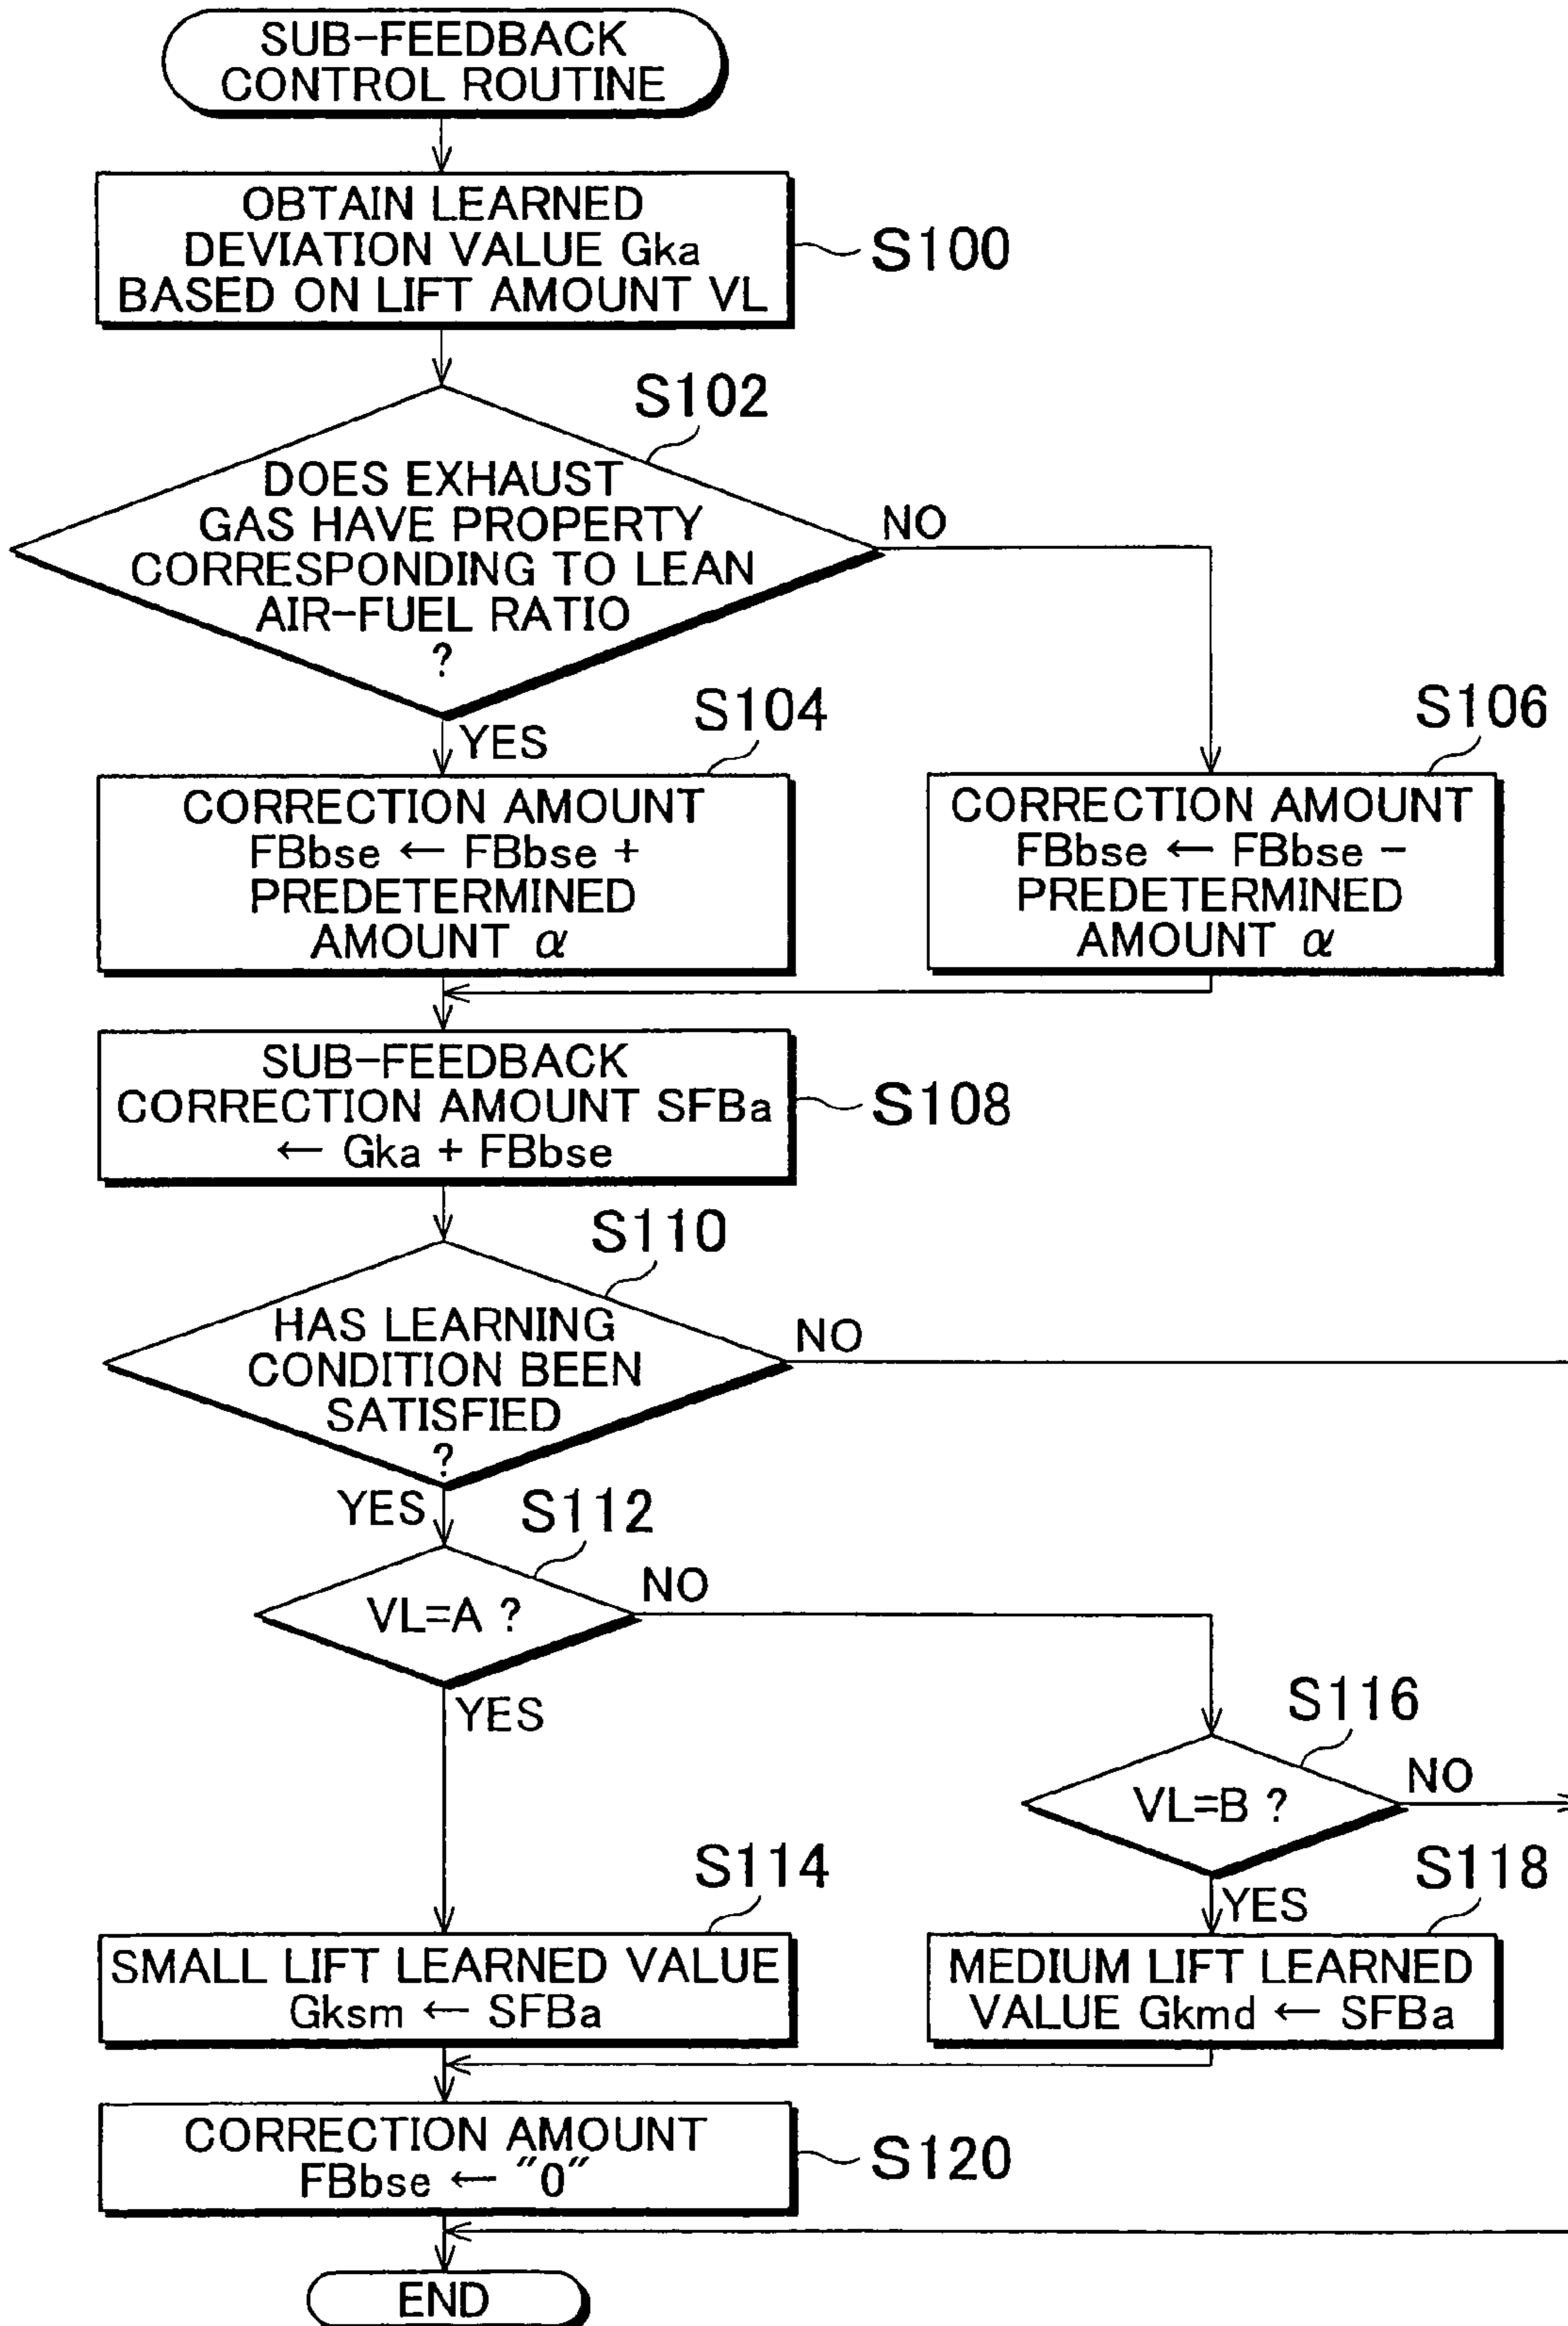 SUB-FEEDBACK
CONTROL ROUTINE
OBTAIN LEARNED
DEVIATION VALUE Gka
BASED ON LIFT AMOUNT VL
S100
S102
DOES EXHAUST
GAS HAVE PROPERTY
CORRESPONDING TO LEAN
AIR-FUEL RATIO
?
NO
YES
S104
CORRECTION AMOUNT
FBbse ← FBbse +
PREDETERMINED
AMOUNT α
S106
CORRECTION AMOUNT
FBbse ← FBbse -
PREDETERMINED
AMOUNT α
SUB-FEEDBACK
CORRECTION AMOUNT SFBa
← Gka + FBbse
S108
S110
HAS LEARNING
CONDITION BEEN
SATISFIED
?
NO
YES
S112
VL=A ?
NO
YES
S116
VL=B ?
NO
YES
S114
SMALL LIFT LEARNED VALUE
Gksm ← SFBa
S118
MEDIUM LIFT LEARNED
VALUE Gkmd ← SFBa
CORRECTION AMOUNT
FBbse ← "0"
S120
END